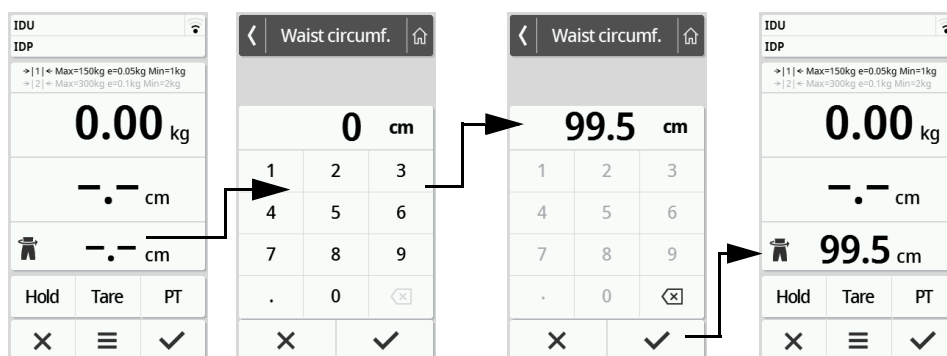 IDU
IDP
→|1|← Max=150kg e=0.05kg Min=1kg
→|2|← Max=300kg e=0.1kg Min=2kg
0.00 kg
-.- cm
-.- cm
Hold Tare PT
Waist circumf.
0 cm
1 2 3
4 5 6
7 8 9
. 0
Waist circumf.
99.5 cm
1 2 3
4 5 6
7 8 9
. 0
IDU
IDP
→|1|← Max=150kg e=0.05kg Min=1kg
→|2|← Max=300kg e=0.1kg Min=2kg
0.00 kg
-.- cm
99.5 cm
Hold Tare PT